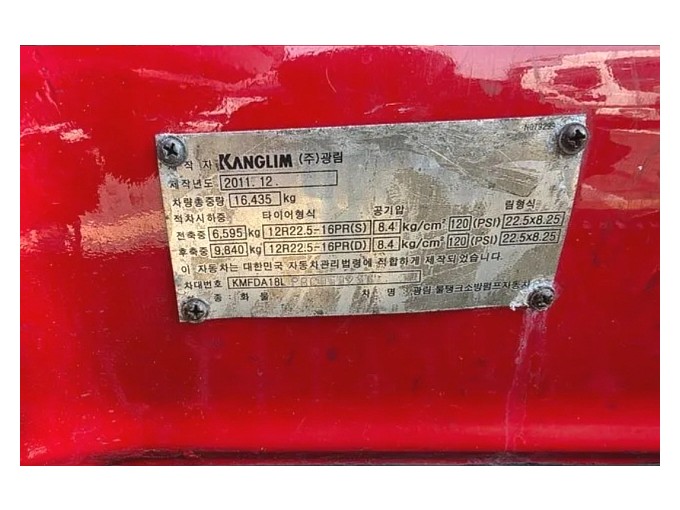 제작자 KANGLIM (주)광림
제작년도 2011. 12.
차량총중량 16,435 kg
적차시하중 타이어형식 공기압 림형식
전축중 6,595 kg 12R22.5-16PR(S) 8.4 kg/cm² 120 (PSI) 22.5x8.25
후축중 9,840 kg 12R22.5-16PR(D) 8.4 kg/cm² 120 (PSI) 22.5x8.25
이 자동차는 대한민국 자동차관리법령에 적합하게 제작되었습니다.
차대번호 KMFDA18L
종: 화물 차 명: 광림 물탱크소방펌프자동차